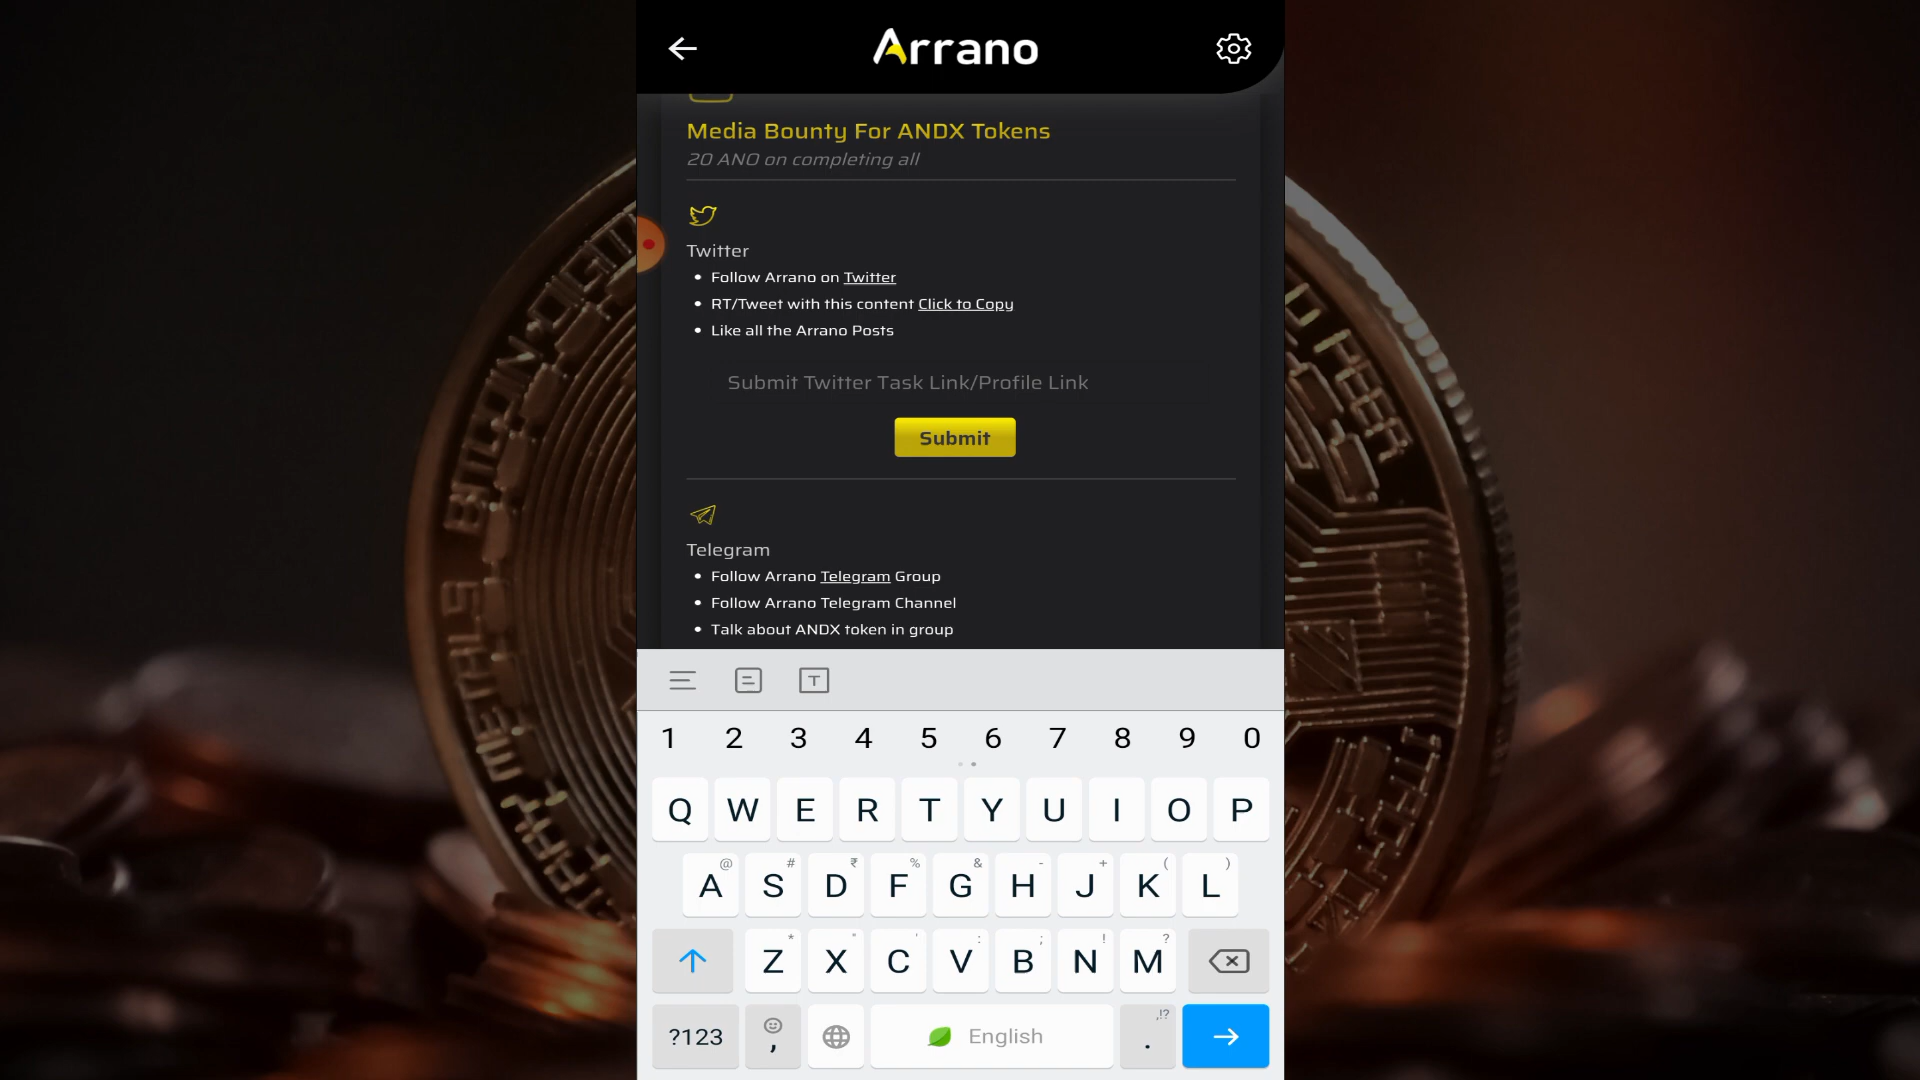 Arrano
Media Bounty For ANDX Tokens
20 ANO on completing all
Twitter
• Follow Arrano on Twitter
• RT/Tweet with this content Click to Copy
• Like all the Arrano Posts
Submit Twitter Task Link/Profile Link
Submit
Telegram
• Follow Arrano Telegram Group
• Follow Arrano Telegram Channel
• Talk about ANDX token in group
T
1 2 3 4 5 6 7 8 9 0
Q W E R T Y U I O P
@ # ₹ % & - + ( )
A S D F G H J K L
* " ' : ; ! ?
Z X C V B N M
,!?
?123 , English .